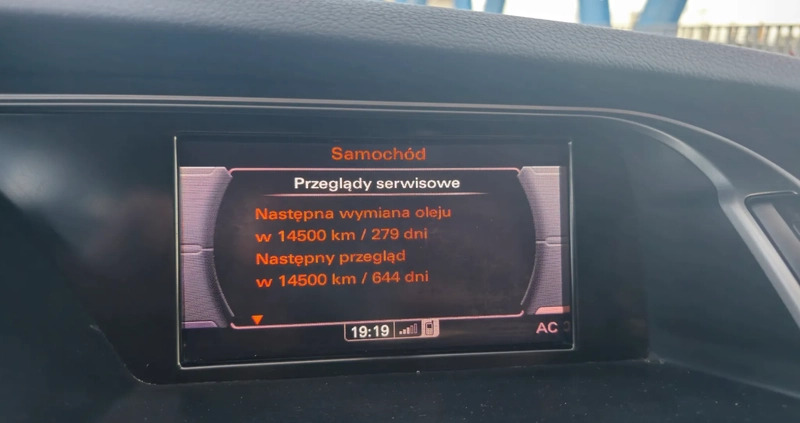 Samochód
Przeglądy serwisowe
Następna wymiana oleju
w 14500 km / 279 dni
Następny przegląd
w 14500 km / 644 dni
19:19
AC